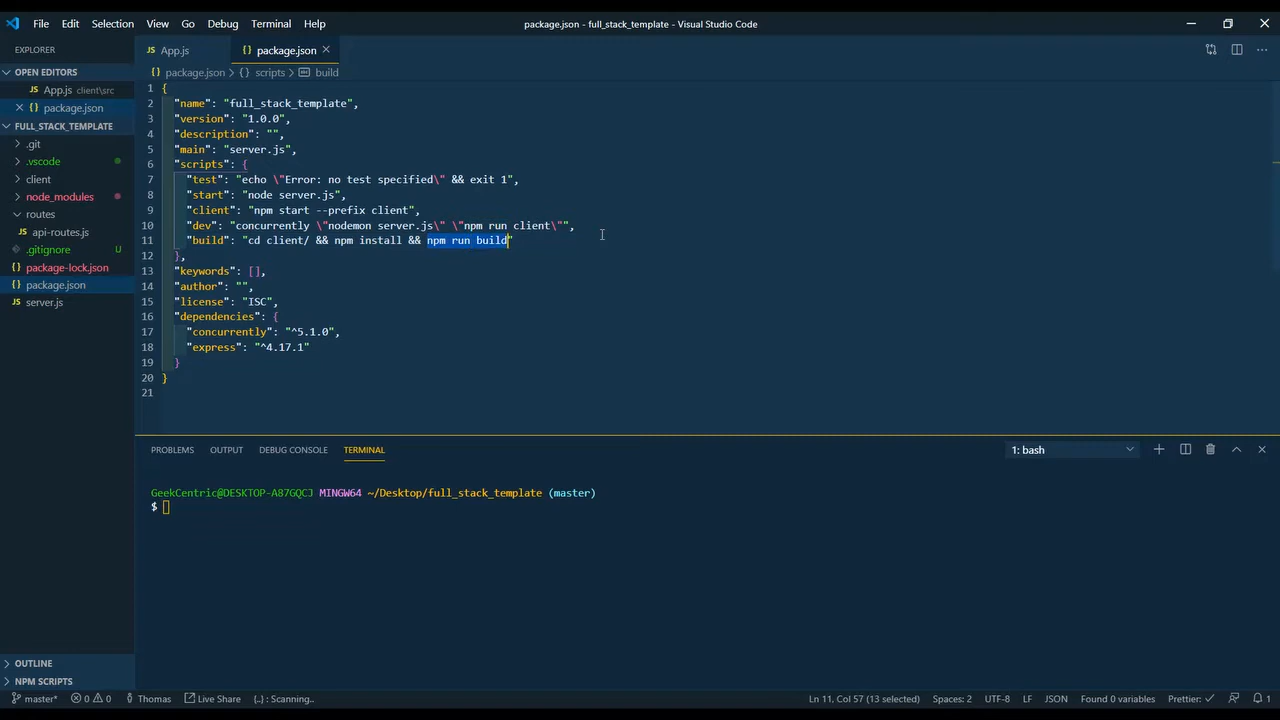 File Edit Selection View Go Debug Terminal Help
package.json - full_stack_template - Visual Studio Code
EXPLORER
OPEN EDITORS
App.js client\src
package.json
FULL_STACK_TEMPLATE
.git
.vscode
client
node_modules
routes
api-routes.js
.gitignore U
package-lock.json
package.json
server.js
OUTLINE
NPM SCRIPTS
App.js
package.json
package.json > scripts > build
1 {
2 "name": "full_stack_template",
3 "version": "1.0.0",
4 "description": "",
5 "main": "server.js",
6 "scripts": {
7 "test": "echo \"Error: no test specified\" && exit 1",
8 "start": "node server.js",
9 "client": "npm start --prefix client",
10 "dev": "concurrently \"nodemon server.js\" \"npm run client\"",
11 "build": "cd client/ && npm install && npm run build"
12 },
13 "keywords": [],
14 "author": "",
15 "license": "ISC",
16 "dependencies": {
17 "concurrently": "^5.1.0",
18 "express": "^4.17.1"
19 }
20 }
21
PROBLEMS OUTPUT DEBUG CONSOLE TERMINAL
1: bash
GeekCentric@DESKTOP-A87GQCJ MINGW64 ~/Desktop/full_stack_template (master)
$
master* 0 0 Thomas Live Share {..} : Scanning..
Ln 11, Col 57 (13 selected) Spaces: 2 UTF-8 LF JSON Found 0 variables Prettier: ✓ 1